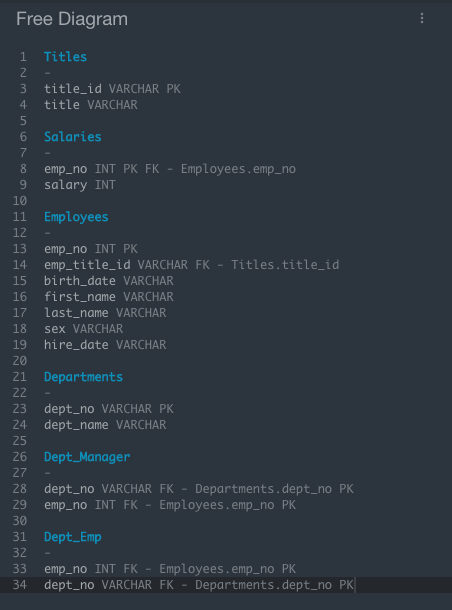 Free Diagram
1 Titles
2 -
3 title_id VARCHAR PK
4 title VARCHAR
5
6 Salaries
7 -
8 emp_no INT PK FK - Employees.emp_no
9 salary INT
10
11 Employees
12 -
13 emp_no INT PK
14 emp_title_id VARCHAR FK - Titles.title_id
15 birth_date VARCHAR
16 first_name VARCHAR
17 last_name VARCHAR
18 sex VARCHAR
19 hire_date VARCHAR
20
21 Departments
22 -
23 dept_no VARCHAR PK
24 dept_name VARCHAR
25
26 Dept_Manager
27 -
28 dept_no VARCHAR FK - Departments.dept_no PK
29 emp_no INT FK - Employees.emp_no PK
30
31 Dept_Emp
32 -
33 emp_no INT FK - Employees.emp_no PK
34 dept_no VARCHAR FK - Departments.dept_no PK